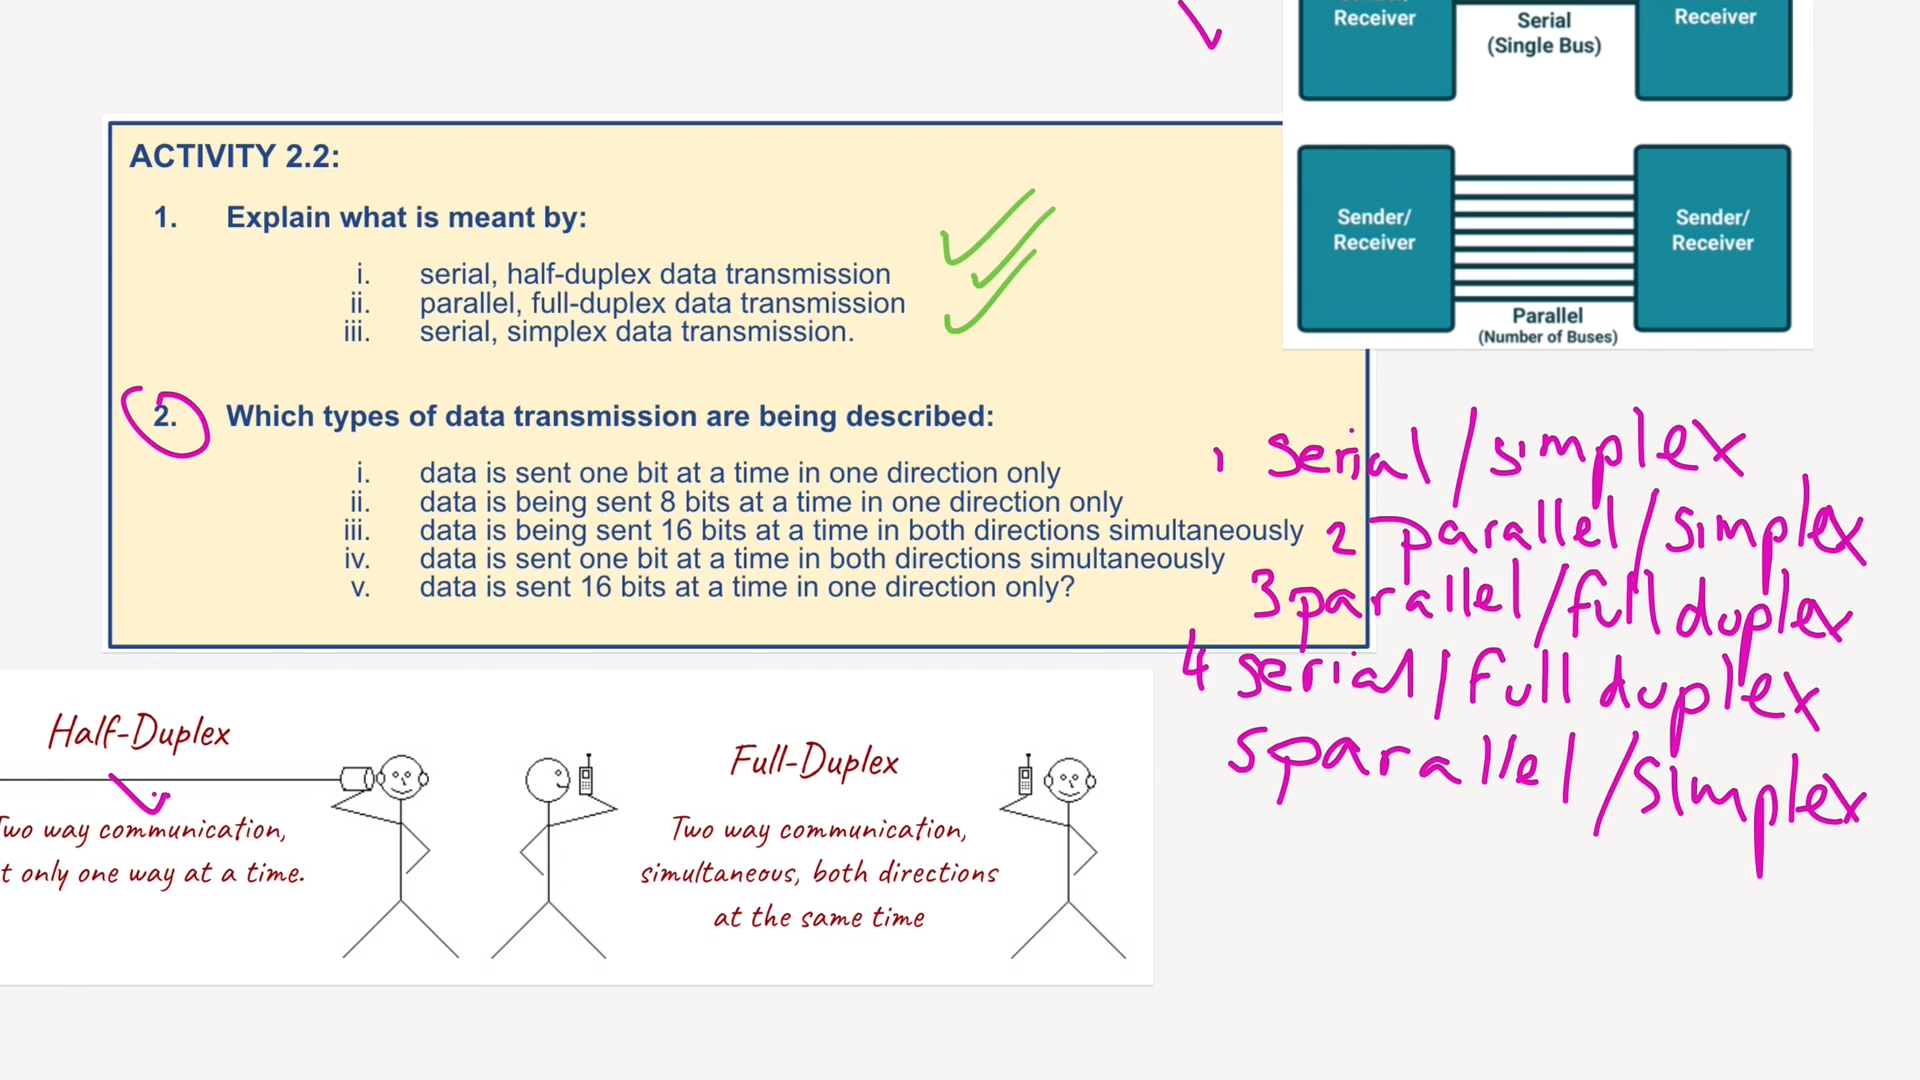 Receiver
Serial
(Single Bus)
Receiver
ACTIVITY 2.2:
1. Explain what is meant by:
i. serial, half-duplex data transmission
ii. parallel, full-duplex data transmission
iii. serial, simplex data transmission.
Sender/
Receiver
Sender/
Receiver
Parallel
(Number of Buses)
2. Which types of data transmission are being described:
i. data is sent one bit at a time in one direction only
ii. data is being sent 8 bits at a time in one direction only
iii. data is being sent 16 bits at a time in both directions simultaneously
iv. data is sent one bit at a time in both directions simultaneously
v. data is sent 16 bits at a time in one direction only?
1 serial/simplex
2 parallel/simplex
3 parallel/full duplex
4 serial/full duplex
5 parallel/simplex
Half-Duplex
Two way communication,
only one way at a time.
Full-Duplex
Two way communication,
simultaneous, both directions
at the same time